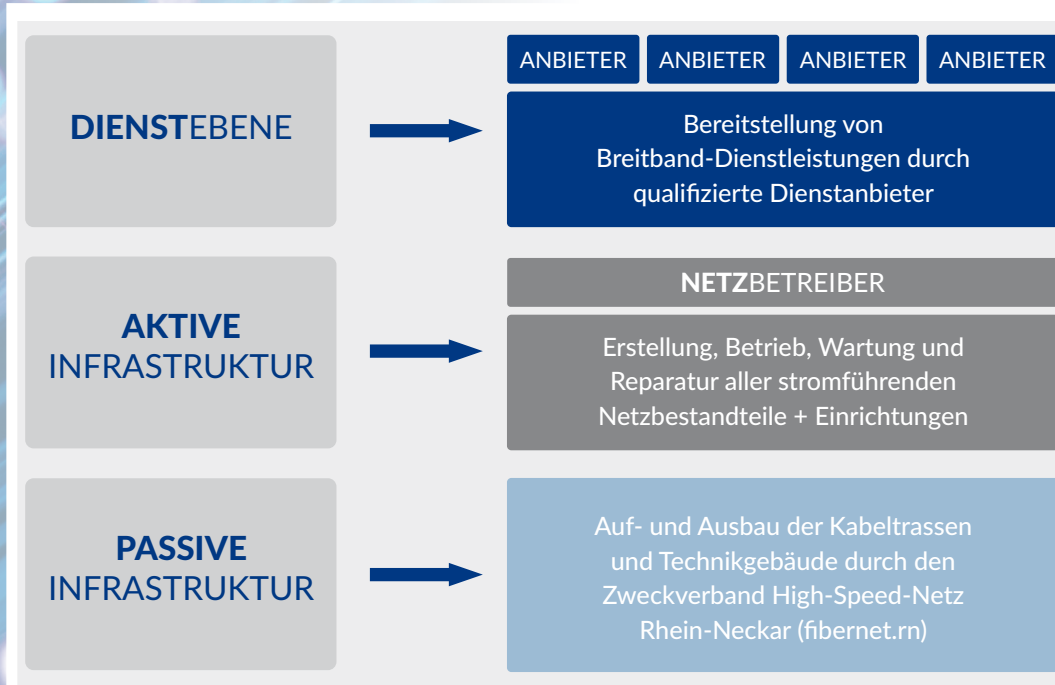 DIENSTEBENE
ANBIETER ANBIETER ANBIETER ANBIETER
Bereitstellung von
Breitband-Dienstleistungen durch
qualifizierte Dienstanbieter
AKTIVE
INFRASTRUKTUR
NETZBETREIBER
Erstellung, Betrieb, Wartung und
Reparatur aller stromführenden
Netzbestandteile + Einrichtungen
PASSIVE
INFRASTRUKTUR
Auf- und Ausbau der Kabeltrassen
und Technikgebäude durch den
Zweckverband High-Speed-Netz
Rhein-Neckar (fibernet.rn)